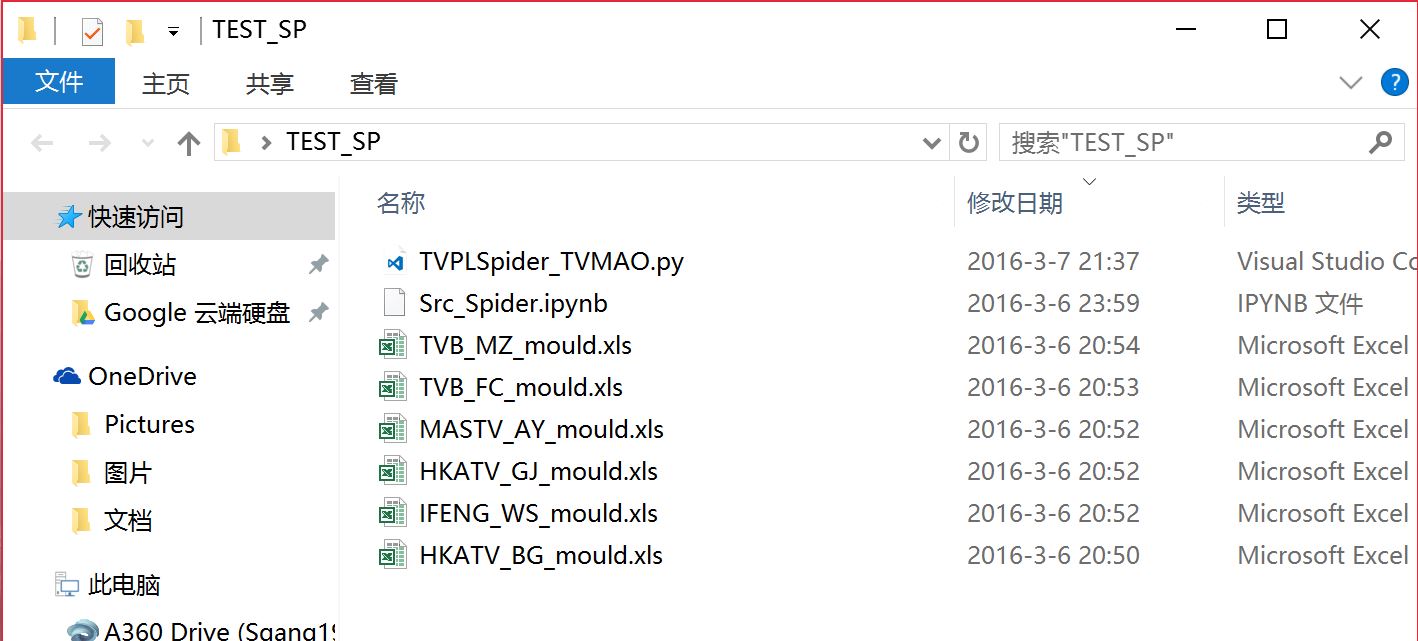 TEST_SP
文件 主页 共享 查看
TEST_SP 搜索"TEST_SP"
名称 修改日期 类型
快速访问
回收站
Google 云端硬盘
OneDrive
Pictures
图片
文档
此电脑
A360 Drive (Sgang19
TVPLSpider_TVMAO.py 2016-3-7 21:37 Visual Studio Co
Src_Spider.ipynb 2016-3-6 23:59 IPYNB 文件
TVB_MZ_mould.xls 2016-3-6 20:54 Microsoft Excel
TVB_FC_mould.xls 2016-3-6 20:53 Microsoft Excel
MASTV_AY_mould.xls 2016-3-6 20:52 Microsoft Excel
HKATV_GJ_mould.xls 2016-3-6 20:52 Microsoft Excel
IFENG_WS_mould.xls 2016-3-6 20:52 Microsoft Excel
HKATV_BG_mould.xls 2016-3-6 20:50 Microsoft Excel